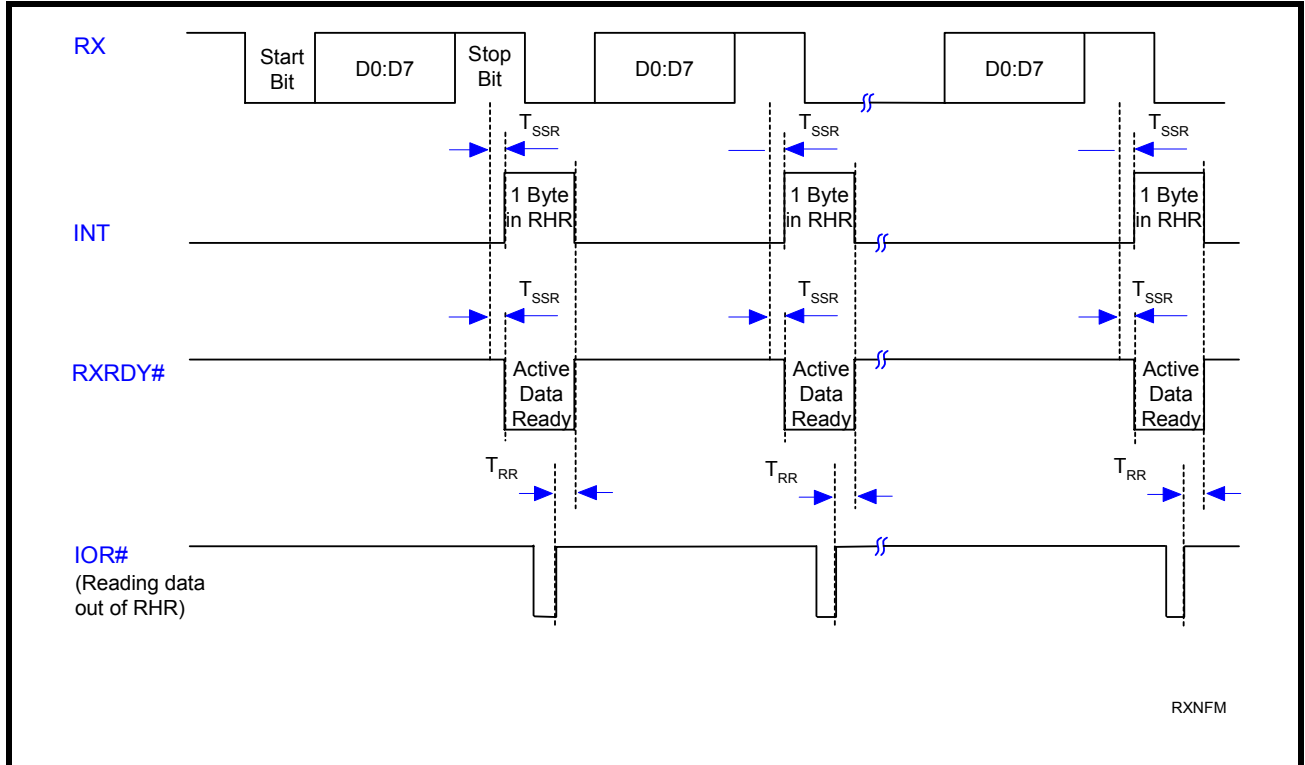 RX
Start
Bit
D0:D7
Stop
Bit
D0:D7
D0:D7
TSSR
TSSR
TSSR
INT
1 Byte
in RHR
1 Byte
in RHR
1 Byte
in RHR
TSSR
TSSR
TSSR
RXRDY#
Active
Data
Ready
Active
Data
Ready
Active
Data
Ready
TRR
TRR
TRR
IOR#
(Reading data
out of RHR)
RXNFM